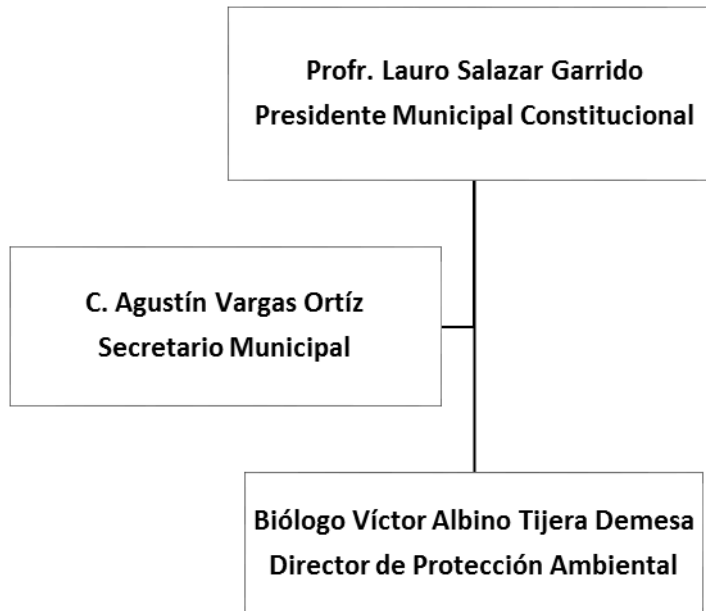 Profr. Lauro Salazar Garrido
Presidente Municipal Constitucional
C. Agustín Vargas Ortíz
Secretario Municipal
Biólogo Víctor Albino Tijera Demesa
Director de Protección Ambiental